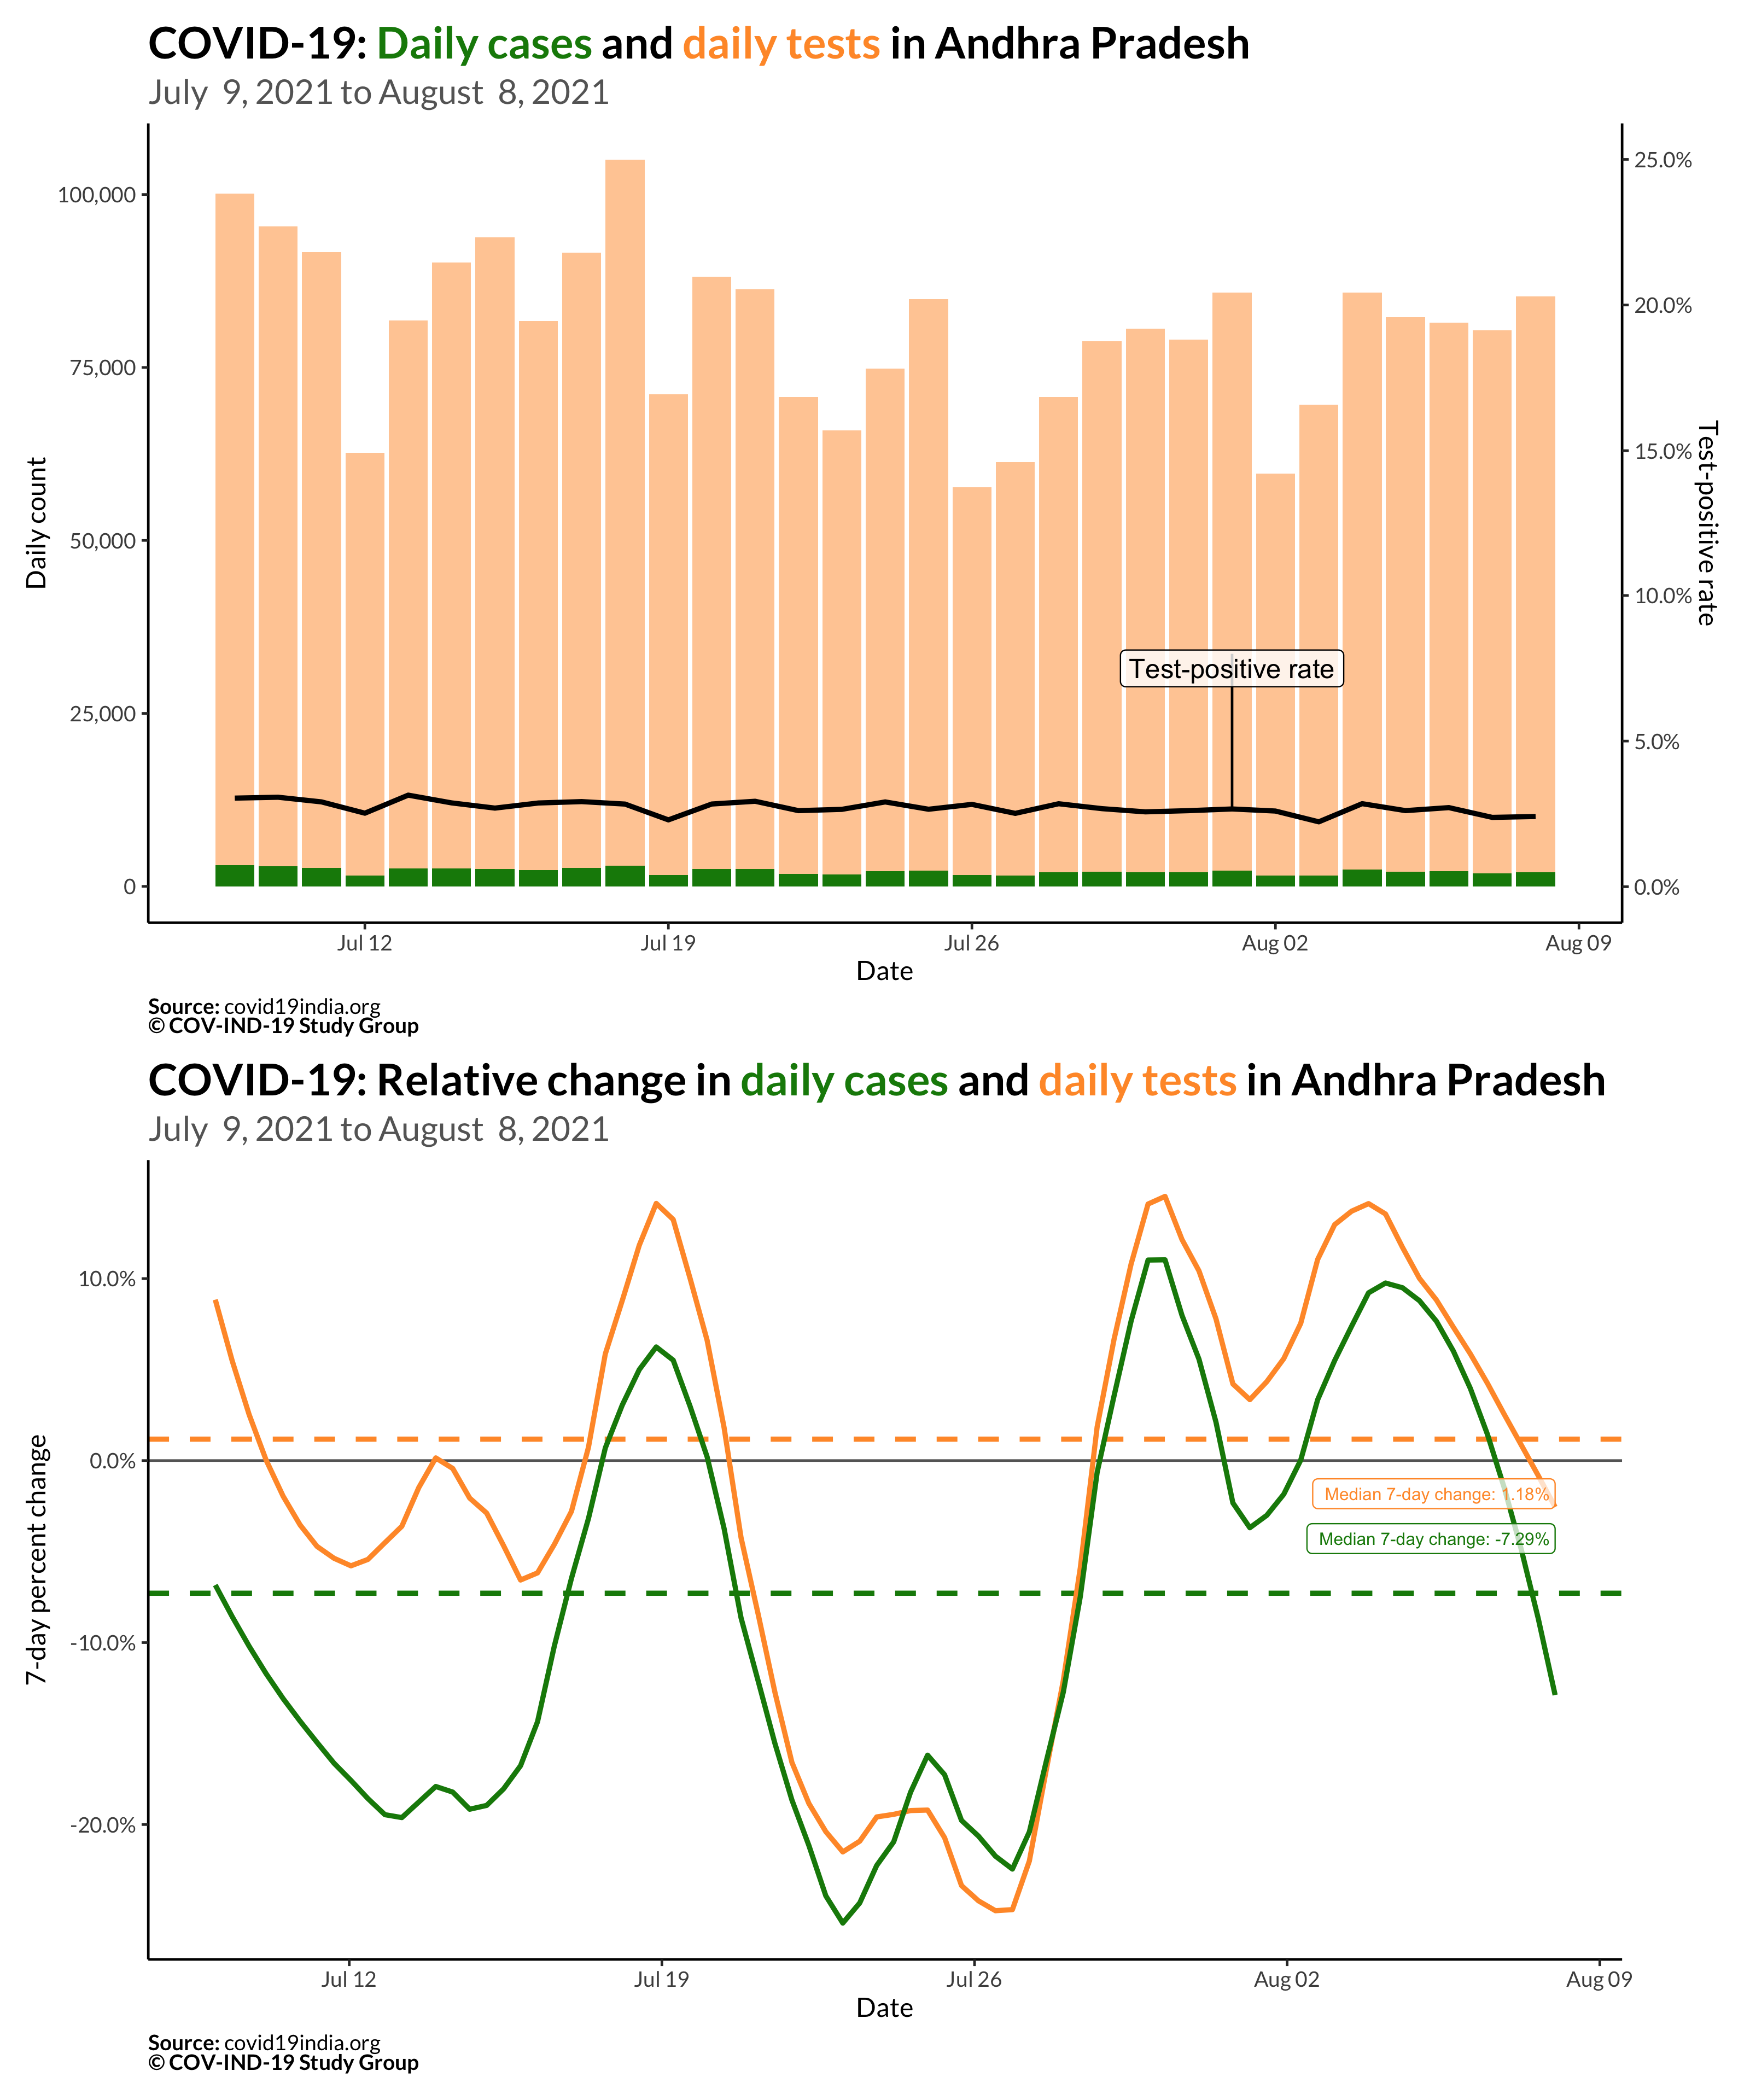 COVID-19: Daily cases and daily tests in Andhra Pradesh
July  9, 2021 to August  8, 2021
100,000
75,000
50,000
25,000
0
Daily count
25.0%
20.0%
15.0%
10.0%
5.0%
0.0%
Test-positive rate
Test-positive rate
Jul 12
Jul 19
Jul 26
Aug 02
Aug 09
Date
Source: covid19india.org
© COV-IND-19 Study Group
COVID-19: Relative change in daily cases and daily tests in Andhra Pradesh
July  9, 2021 to August  8, 2021
10.0%
0.0%
-10.0%
-20.0%
7-day percent change
Median 7-day change: 1.18%
Median 7-day change: -7.29%
Jul 12
Jul 19
Jul 26
Aug 02
Aug 09
Date
Source: covid19india.org
© COV-IND-19 Study Group